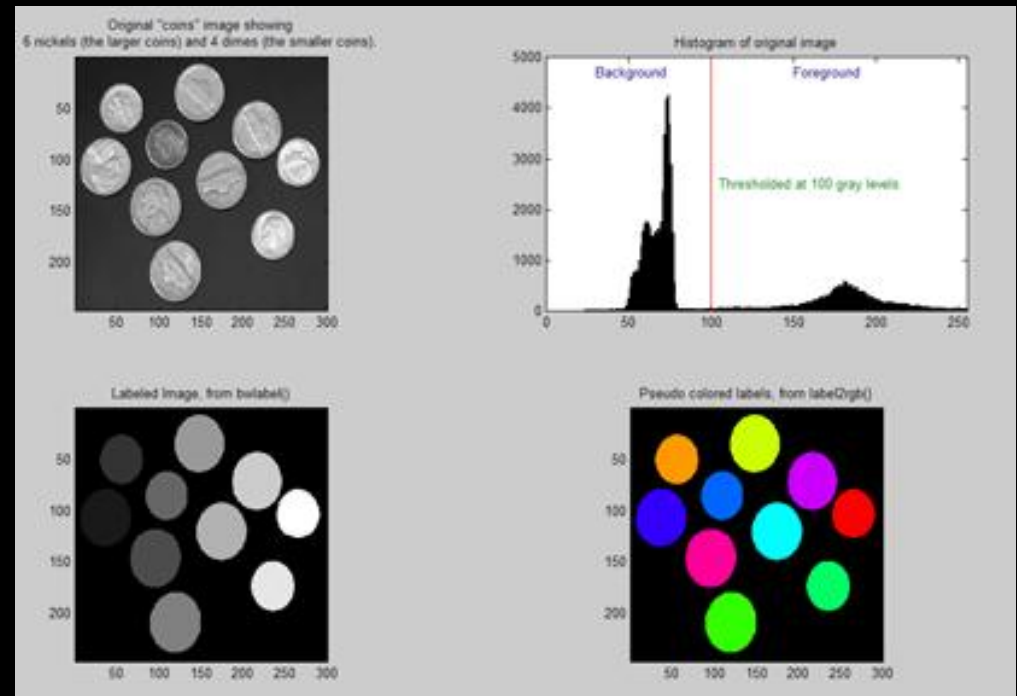 Original "coins" image showing
6 nickels (the larger coins) and 4 dimes (the smaller coins).
50
100
150
200
50 100 150 200 250 300
Histogram of original image
5000
4000
3000
2000
1000
0
Background Foreground
Thresholded at 100 gray levels
0 50 100 150 200 250
Labeled Image, from bwlabel()
50
100
150
200
50 100 150 200 250 300
Pseudo colored labels, from label2rgb()
50
100
150
200
50 100 150 200 250 300